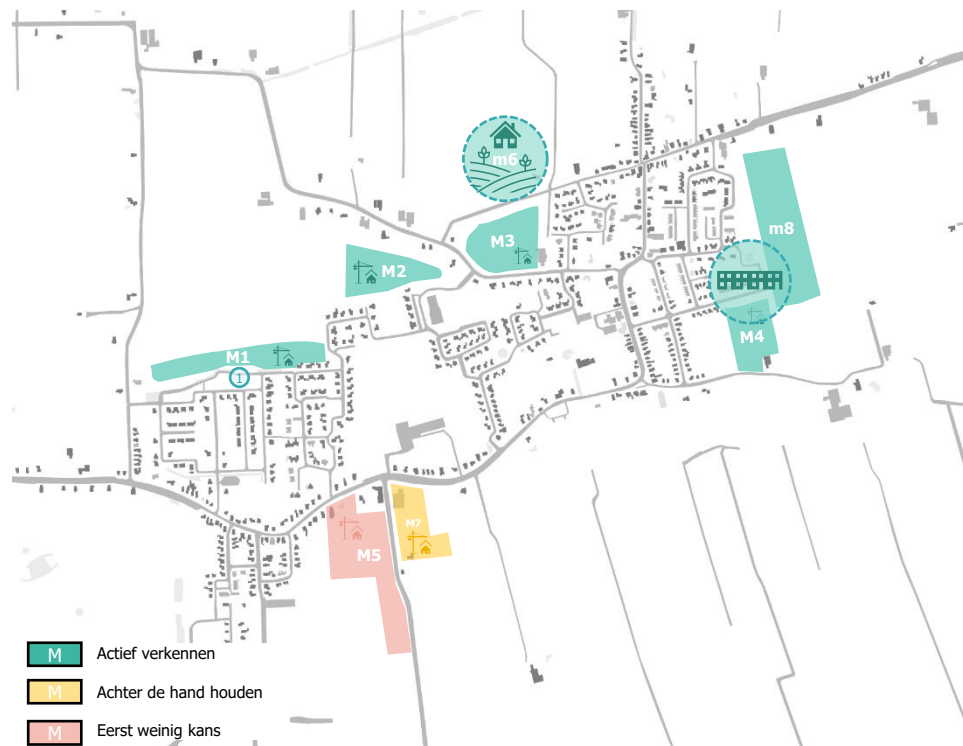 m6
M3
m8
M2
M4
M1
1
M7
M5
M Actief verkennen
M Achter de hand houden
M Eerst weinig kans